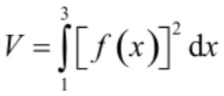 V = ∫₁³ [f(x)]² dx